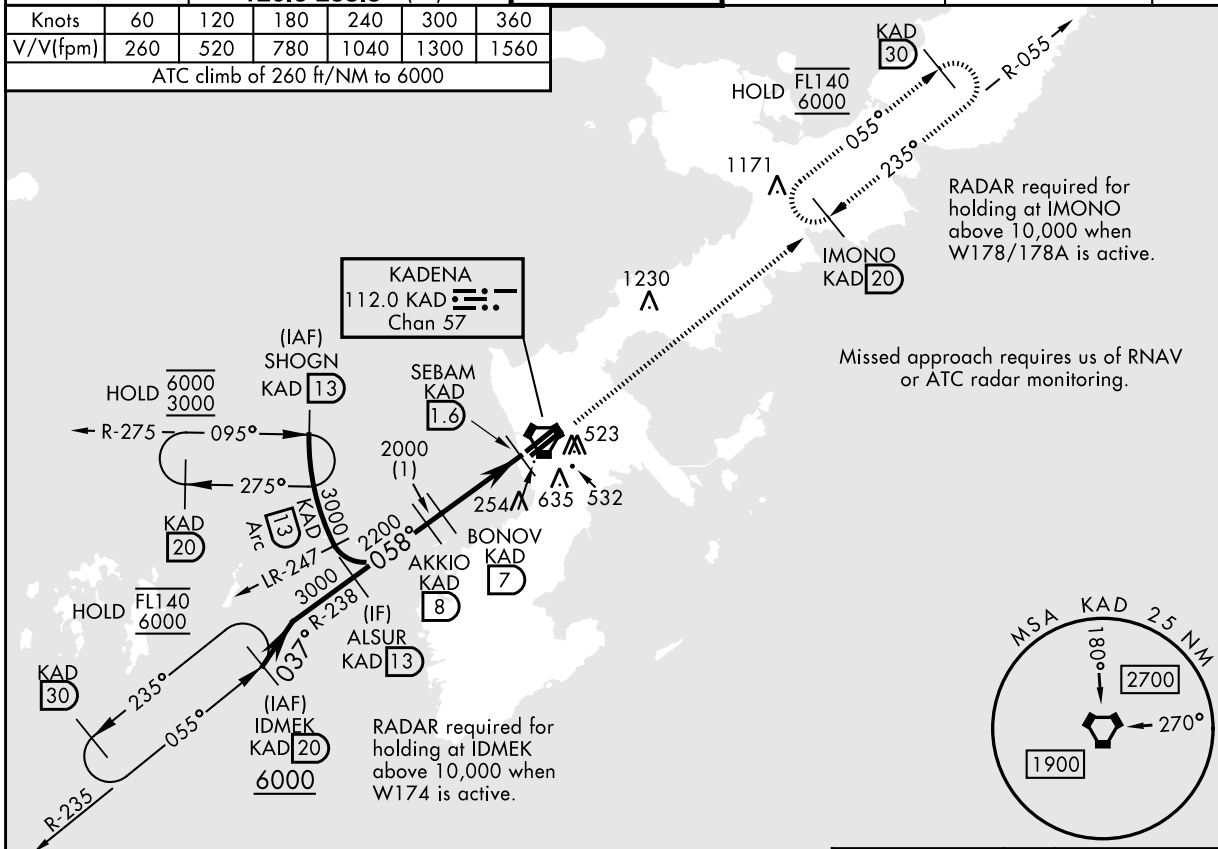 Knots 60 120 180 240 300 360
V/V(fpm) 260 520 780 1040 1300 1560
ATC climb of 260 ft/NM to 6000
KAD
30
R-055
HOLD FL140
6000
055°
235°
1171
RADAR required for
holding at IMONO
above 10,000 when
W178/178A is active.
IMONO
KAD 20
1230
KADENA
112.0 KAD
Chan 57
Missed approach requires us of RNAV
or ATC radar monitoring.
(IAF)
SHOGN
KAD 13
HOLD 6000
3000
R-275 095°
275°
KAD
20
SEBAM
KAD
1.6
2000
(1)
523
254 635 532
3000
KAD
13
Arc
LR-247
2200
058°
BONOV
KAD
7
AKKIO
KAD
8
3000
R-238
(IF)
ALSUR
KAD 13
HOLD FL140
6000
037°
KAD
30
235°
055°
R-235
(IAF)
IDMEK
KAD 20
6000
RADAR required for
holding at IDMEK
above 10,000 when
W174 is active.
MSA KAD 25 NM
180°
2700
270°
1900